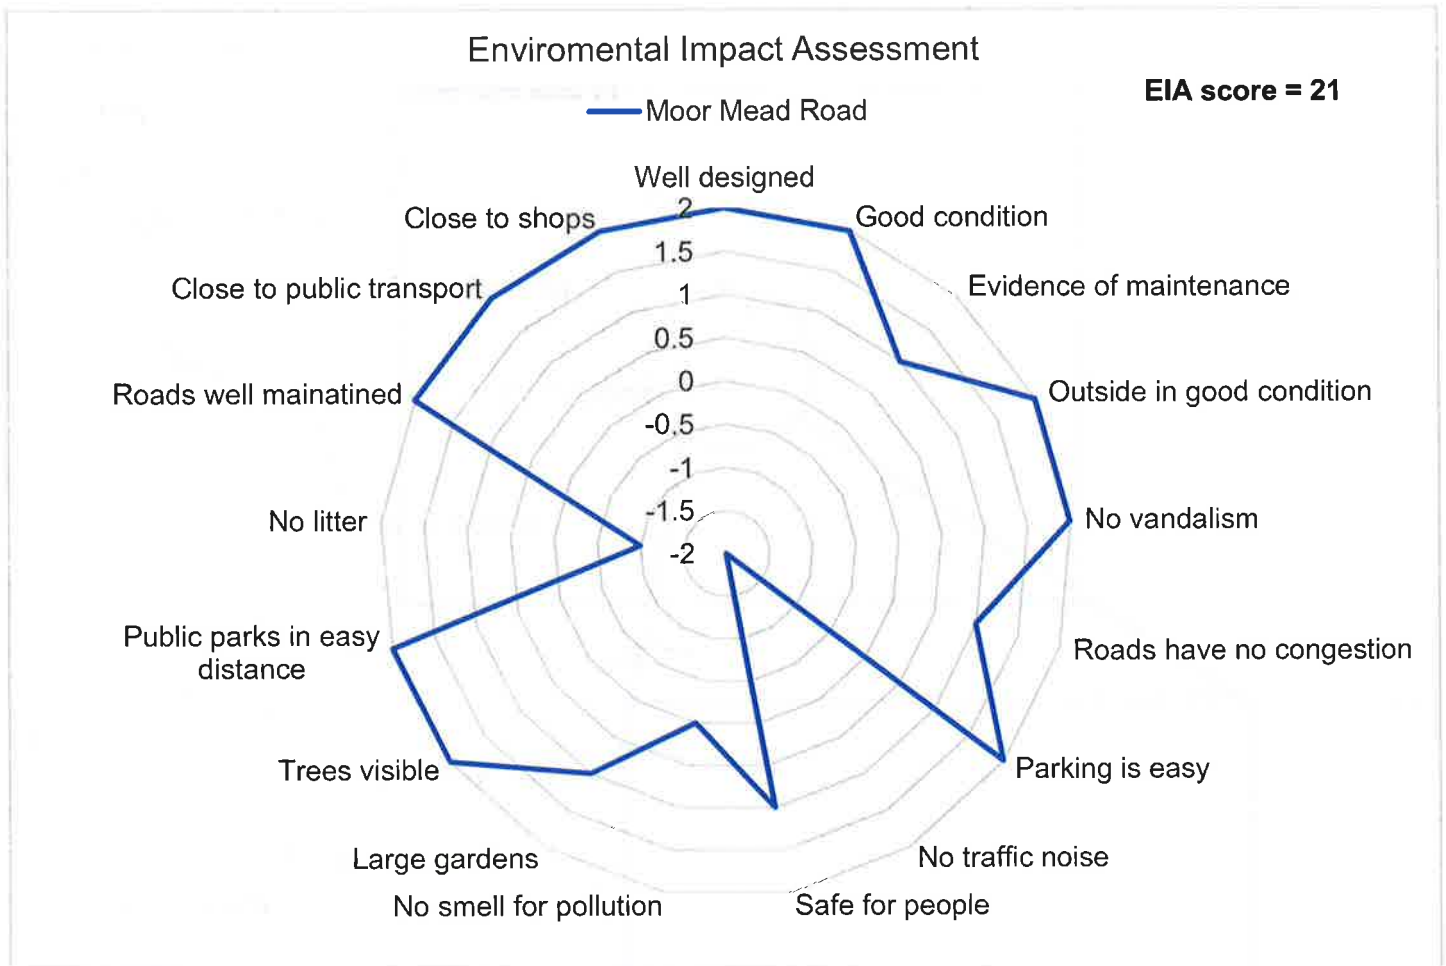 Enviromental Impact Assessment
EIA score = 21
Moor Mead Road
Well designed
Good condition
Evidence of maintenance
Outside in good condition
No vandalism
Roads have no congestion
Parking is easy
No traffic noise
Safe for people
No smell for pollution
Large gardens
Trees visible
Public parks in easy
distance
No litter
Roads well mainatined
Close to public transport
Close to shops
2
1.5
1
0.5
0
-0.5
-1
-1.5
-2